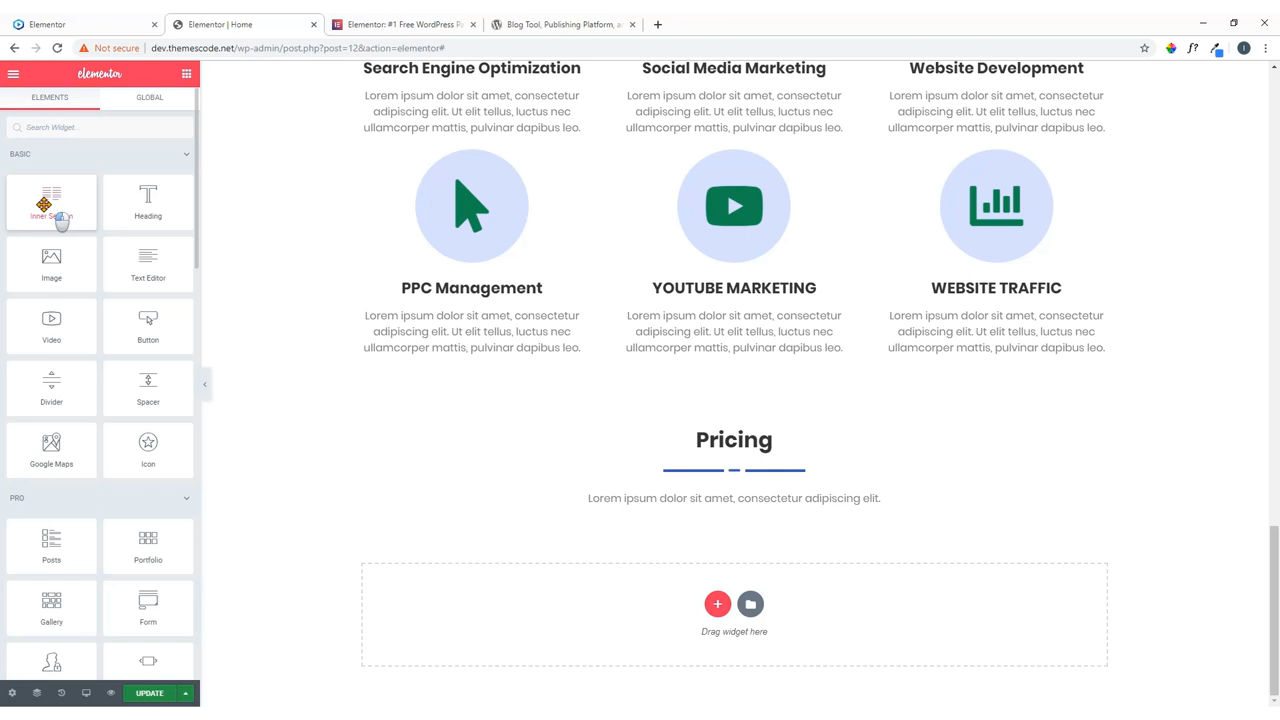 Elementor
Elementor | Home
Elementor: #1 Free WordPress Pa
Blog Tool, Publishing Platform, a
Not secure
dev.themescode.net/wp-admin/post.php?post=12&action=elementor#
f?
I
elementor
ELEMENTS
GLOBAL
Search Widget...
BASIC
Inner Section
Heading
Image
Text Editor
Video
Button
Divider
Spacer
Google Maps
Icon
PRO
Posts
Portfolio
Gallery
Form
UPDATE
Search Engine Optimization
Social Media Marketing
Website Development
Lorem ipsum dolor sit amet, consectetur
adipiscing elit. Ut elit tellus, luctus nec
ullamcorper mattis, pulvinar dapibus leo.
Lorem ipsum dolor sit amet, consectetur
adipiscing elit. Ut elit tellus, luctus nec
ullamcorper mattis, pulvinar dapibus leo.
Lorem ipsum dolor sit amet, consectetur
adipiscing elit. Ut elit tellus, luctus nec
ullamcorper mattis, pulvinar dapibus leo.
PPC Management
YOUTUBE MARKETING
WEBSITE TRAFFIC
Lorem ipsum dolor sit amet, consectetur
adipiscing elit. Ut elit tellus, luctus nec
ullamcorper mattis, pulvinar dapibus leo.
Lorem ipsum dolor sit amet, consectetur
adipiscing elit. Ut elit tellus, luctus nec
ullamcorper mattis, pulvinar dapibus leo.
Lorem ipsum dolor sit amet, consectetur
adipiscing elit. Ut elit tellus, luctus nec
ullamcorper mattis, pulvinar dapibus leo.
Pricing
Lorem ipsum dolor sit amet, consectetur adipiscing elit.
Drag widget here